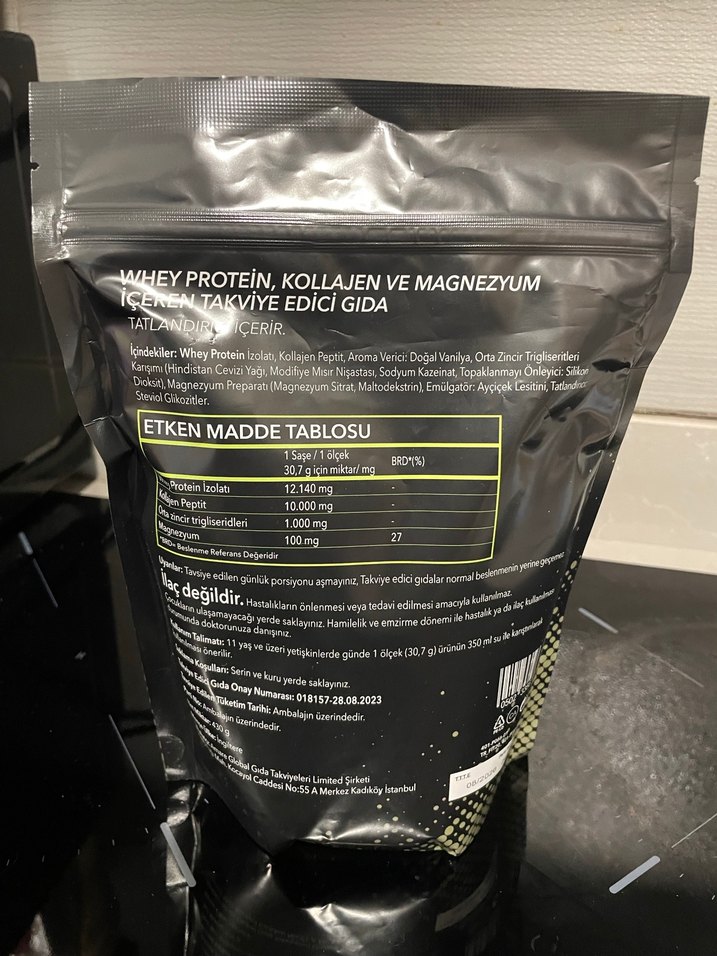 WHEY PROTEİN, KOLLAJEN VE MAGNEZYUM
İÇEREN TAKVİYE EDİCİ GIDA
TATLANDIRICI İÇERİR.
İçindekiler: Whey Protein İzolatı, Kollajen Peptit, Aroma Verici: Doğal Vanilya, Orta Zincir Trigliseritleri
Karışımı (Hindistan Cevizi Yağı, Modifiye Mısır Nişastası, Sodyum Kazeinat, Topaklanmayı Önleyici: Silikon
Dioksit), Magnezyum Preparatı (Magnezyum Sitrat, Maltodekstrin), Emülgatör: Ayçiçek Lesitini, Tatlandırıcı:
Steviol Glikozitler.
ETKEN MADDE TABLOSU
1 Saşe / 1 ölçek
30,7 g için miktar/ mg BRD*(%)
Protein İzolatı 12.140 mg -
Kollajen Peptit 10.000 mg -
Orta zincir trigliseridleri 1.000 mg -
Magnezyum 100 mg 27
*BRD= Beslenme Referans Değeridir
Uyarılar: Tavsiye edilen günlük porsiyonu aşmayınız, Takviye edici gıdalar normal beslenmenin yerine geçemez
İlaç değildir. Hastalıkların önlenmesi veya tedavi edilmesi amacıyla kullanılmaz.
Çocukların ulaşamayacağı yerde saklayınız. Hamilelik ve emzirme dönemi ile hastalık ya da ilaç kullanılması
durumunda doktorunuza danışınız.
Kullanım Talimatı: 11 yaş ve üzeri yetişkinlerde günde 1 ölçek (30,7 g) ürünün 350 ml su ile karıştırılarak
kullanılması önerilir.
Koşulları: Serin ve kuru yerde saklayınız.
Takviye Edici Gıda Onay Numarası: 018157-28.08.2023
Edilen Tüketim Tarihi: Ambalajın üzerindedir.
Ambalajın üzerindedir.
430 g
İngiltere
Global Gıda Takviyeleri Limited Şirketi
Mah, Kocayol Caddesi No:55 A Merkez Kadıköy İstanbul
T.T.T.E.